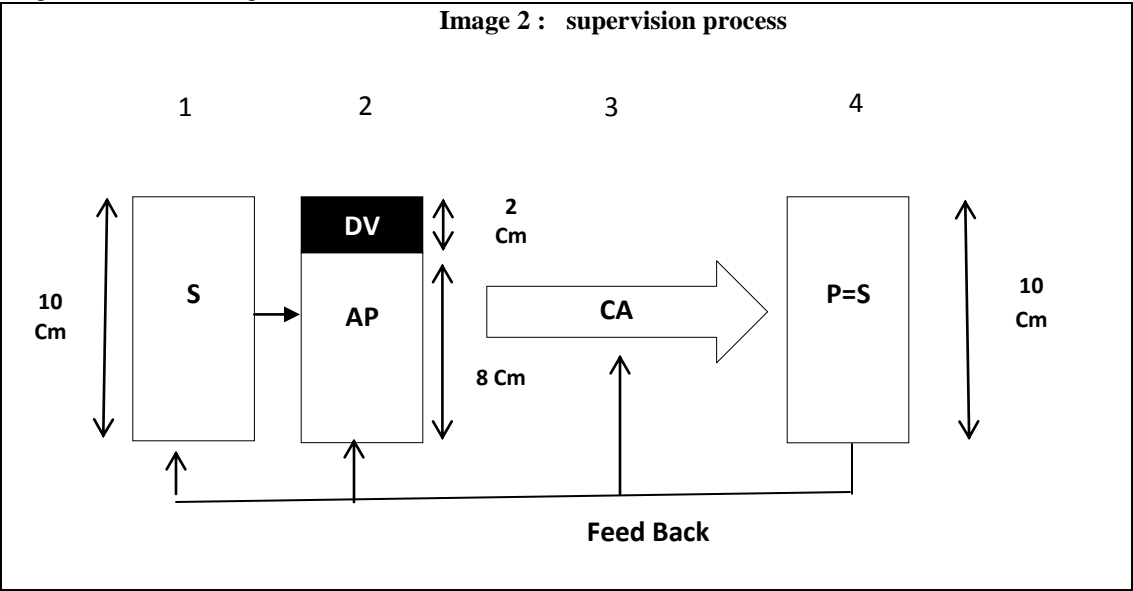 Image 2 : supervision process
1
2
3
4
10
Cm
S
DV
AP
2
Cm
8 Cm
CA
P=S
10
Cm
Feed Back